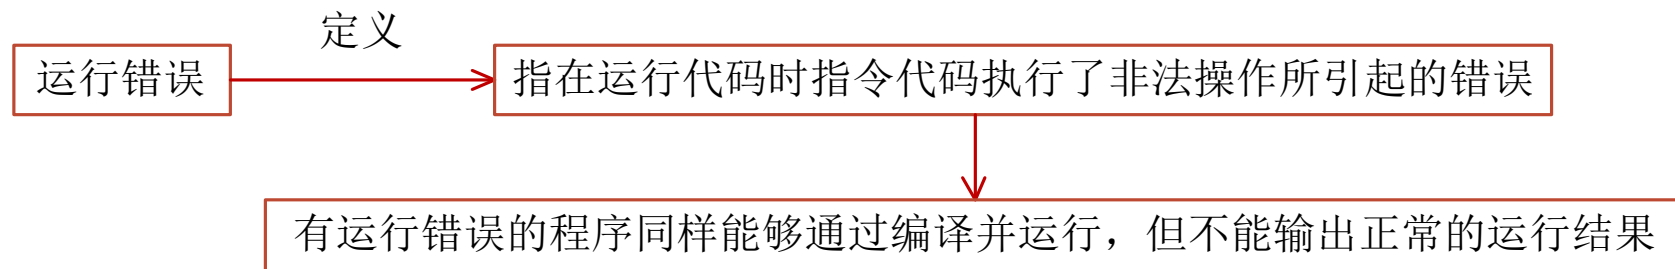 定义
运行错误
指在运行代码时指令代码执行了非法操作所引起的错误
有运行错误的程序同样能够通过编译并运行，但不能输出正常的运行结果